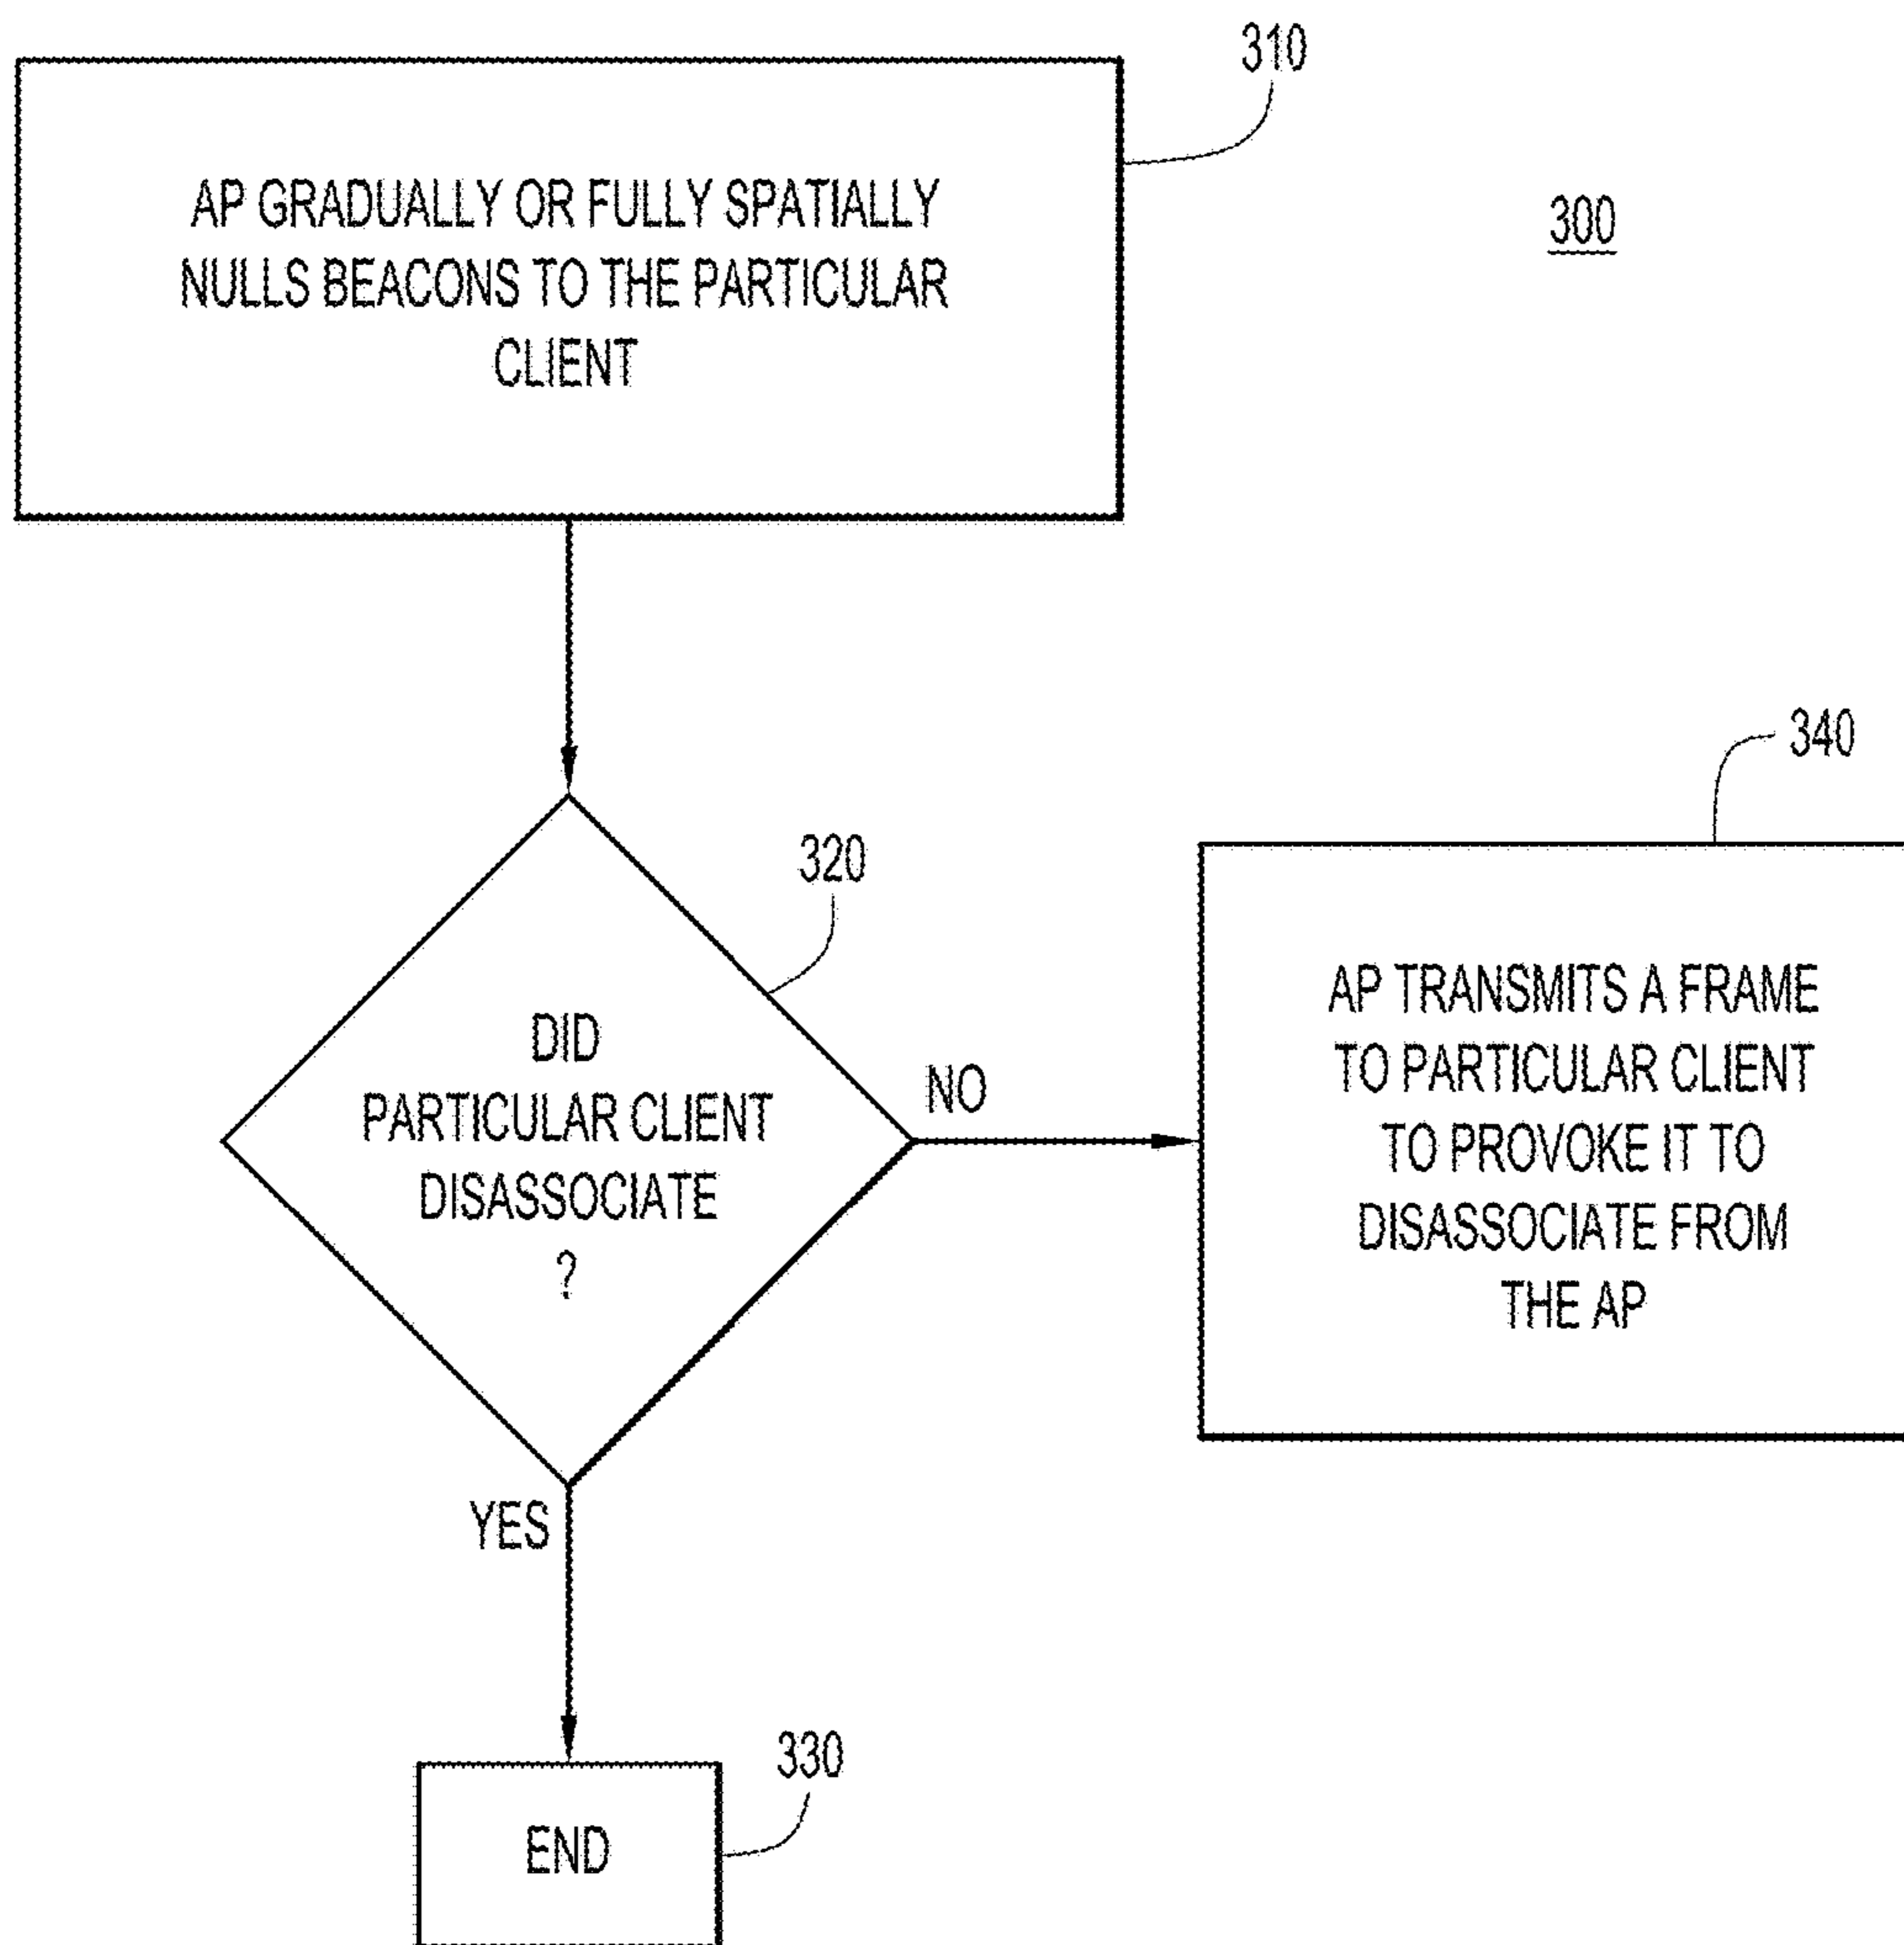 310
AP GRADUALLY OR FULLY SPATIALLY
NULLS BEACONS TO THE PARTICULAR
CLIENT
300
340
320
DID
PARTICULAR CLIENT
DISASSOCIATE
?
NO
AP TRANSMITS A FRAME
TO PARTICULAR CLIENT
TO PROVOKE IT TO
DISASSOCIATE FROM
THE AP
YES
330
END